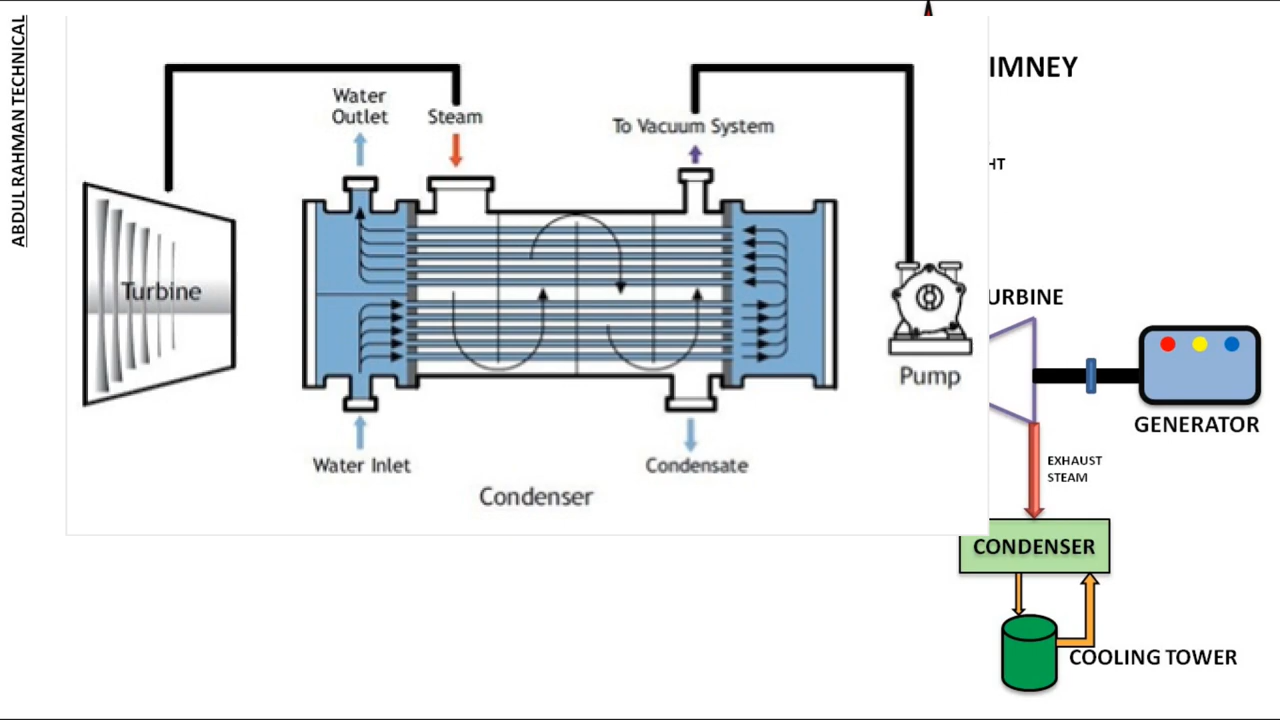 ABDUL RAHMAN TECHNICAL
IMNEY
Water
Outlet
Steam
To Vacuum System
HT
Turbine
URBINE
Pump
GENERATOR
Water Inlet
Condensate
EXHAUST
STEAM
Condenser
CONDENSER
COOLING TOWER